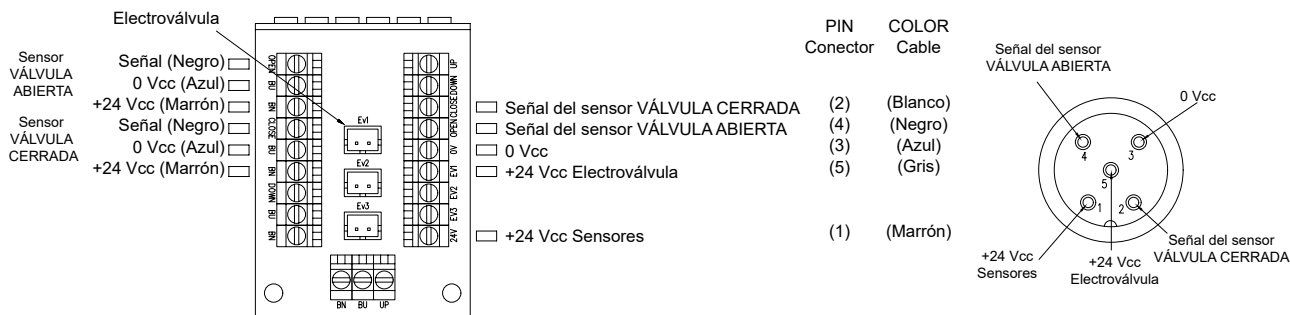 Electroválvula
Sensor
VÁLVULA
ABIERTA
Señal (Negro)
0 Vcc (Azul)
+24 Vcc (Marrón)
Sensor
VÁLVULA
CERRADA
Señal (Negro)
0 Vcc (Azul)
+24 Vcc (Marrón)
OPEN
BU
BN
CLOSE
BU
BN
DOWN
BU
BN
Ev1
Ev2
Ev3
BN BU UP
UP
DOWN
CLOSE
OPEN
0V
EV1
EV2
EV3
24V
PIN COLOR
Conector Cable
Señal del sensor VÁLVULA CERRADA (2) (Blanco)
Señal del sensor VÁLVULA ABIERTA (4) (Negro)
0 Vcc (3) (Azul)
+24 Vcc Electroválvula (5) (Gris)
+24 Vcc Sensores (1) (Marrón)
Señal del sensor
VÁLVULA ABIERTA
0 Vcc
4
3
5
1
2
+24 Vcc
Sensores
+24 Vcc
Electroválvula
Señal del sensor
VÁLVULA CERRADA